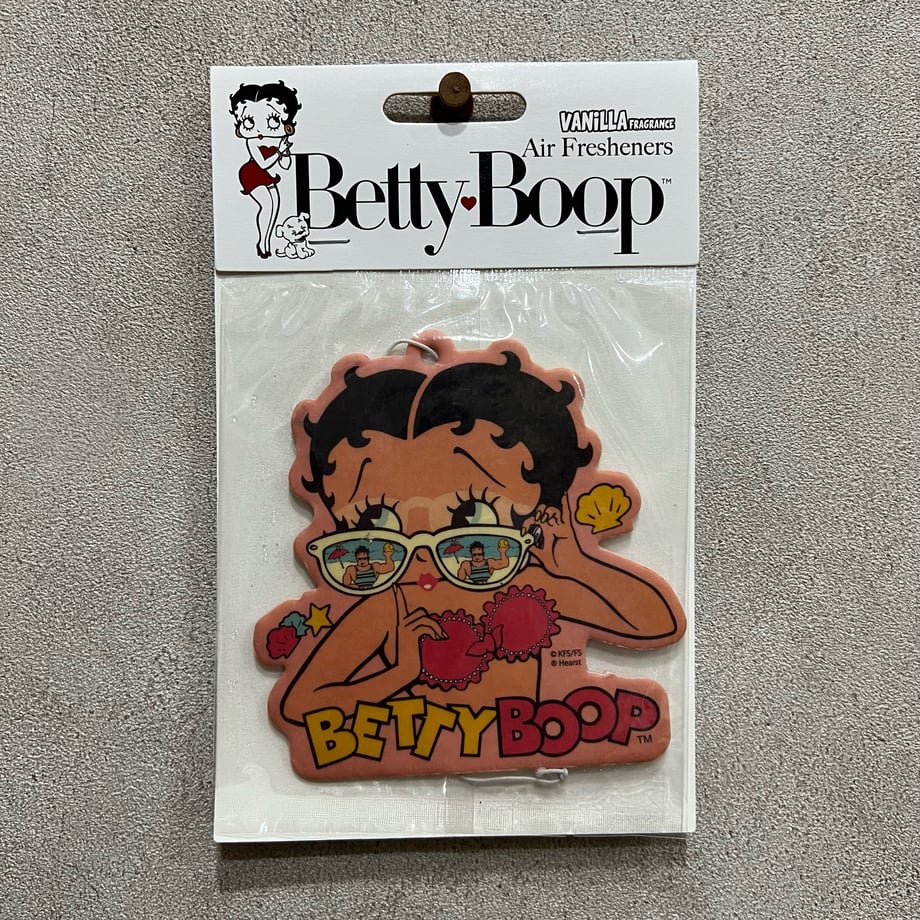 VANiLLA FRAGRANCE
Air Fresheners
Betty Boop™
© KFS/FS
® Hearst
BETTY BOOP™